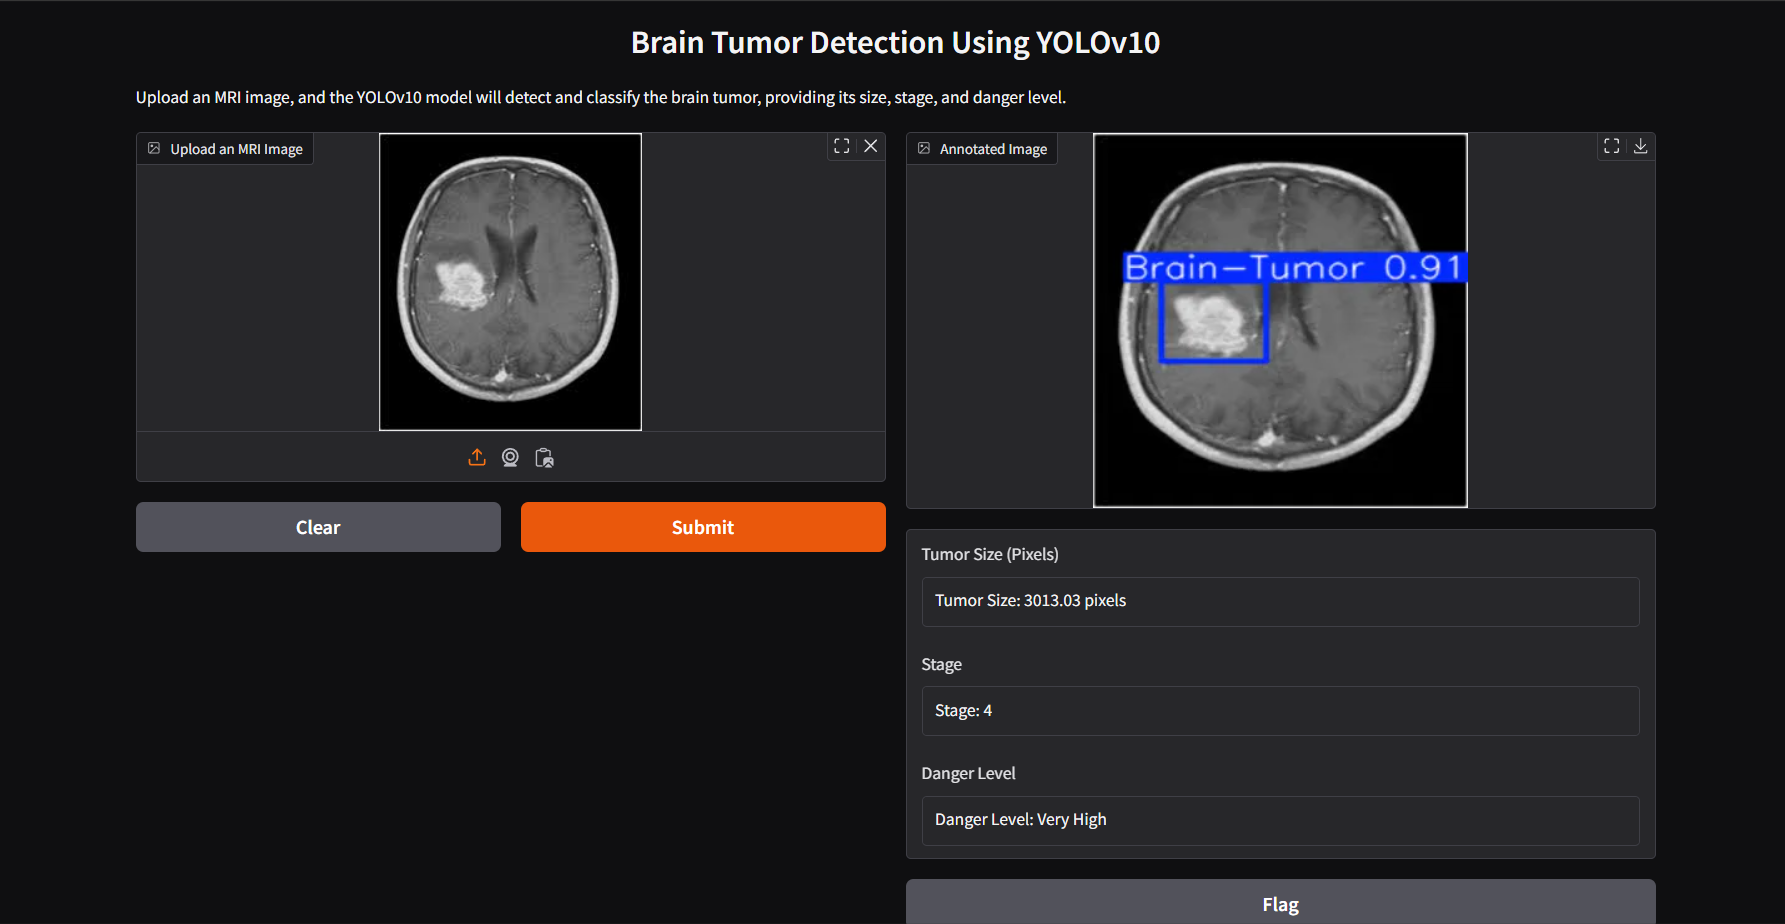 Brain Tumor Detection Using YOLOv10
Upload an MRI image, and the YOLOv10 model will detect and classify the brain tumor, providing its size, stage, and danger level.
Upload an MRI Image
Clear
Submit
Annotated Image
Brain-Tumor 0.91
Tumor Size (Pixels)
Tumor Size: 3013.03 pixels
Stage
Stage: 4
Danger Level
Danger Level: Very High
Flag